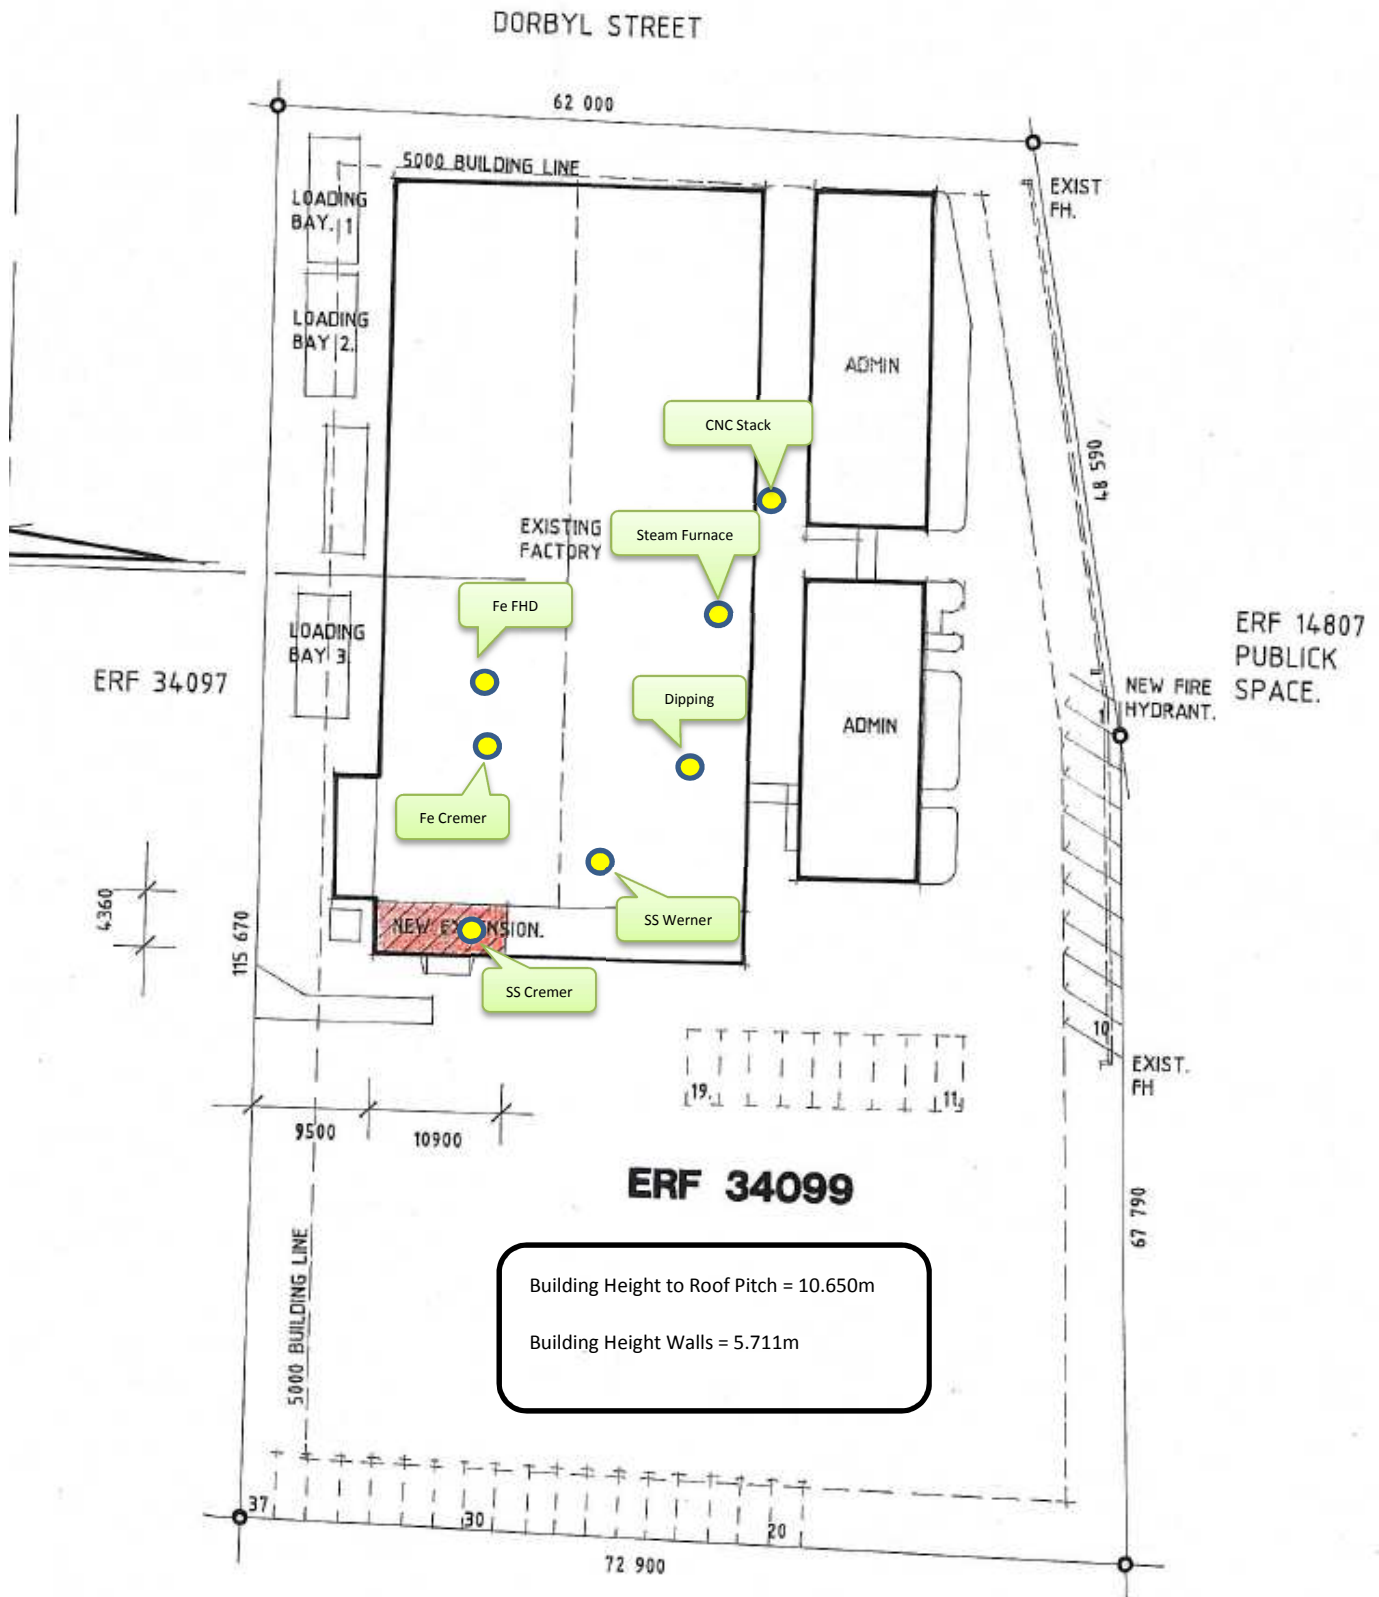 DORBYL STREET
62 000
5000 BUILDING LINE
EXIST
FH.
LOADING
BAY. 1
LOADING
BAY 2.
ADMIN
CNC Stack
48 590
EXISTING
FACTORY
Steam Furnace
Fe FHD
LOADING
BAY 3.
ERF 34097
ERF 14807
PUBLICK
SPACE.
NEW FIRE
HYDRANT.
Dipping
ADMIN
1
Fe Cremer
4360
SS Werner
NEW EXTENSION.
115 670
SS Cremer
10
EXIST.
FH
19.
11
9500
10900
ERF 34099
67 790
5000 BUILDING LINE
Building Height to Roof Pitch = 10.650m
Building Height Walls = 5.711m
37
30
20
72 900